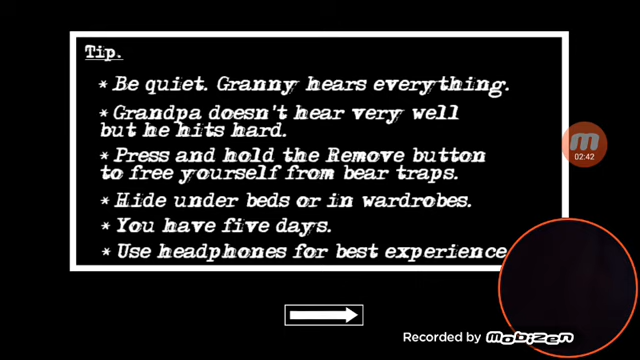 Tip.
* Be quiet. Granny hears everything.
* Grandpa doesn't hear very well
but he hits hard.
* Press and hold the Remove button
to free yourself from bear traps.
* Hide under beds or in wardrobes.
* You have five days.
* Use headphones for best experience
02:42
Recorded by mobizen